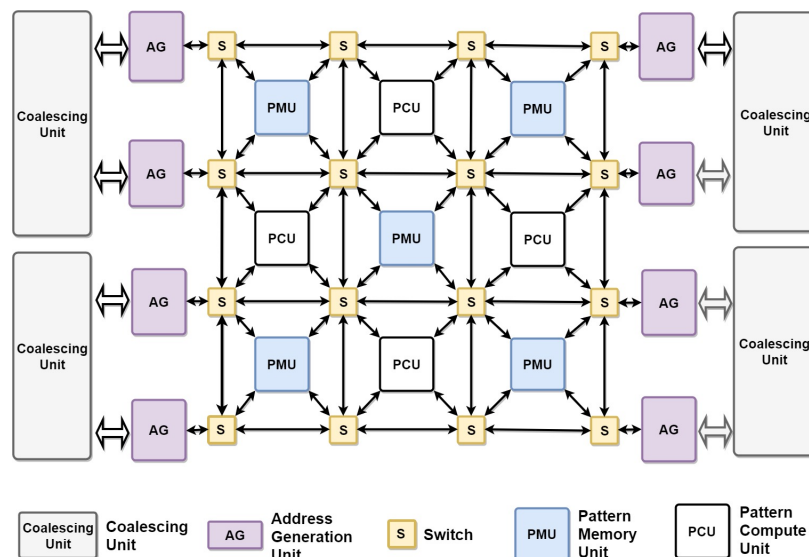 AG
S
S
S
S
AG
Coalescing
Unit
PMU
PCU
PMU
Coalescing
Unit
AG
S
S
S
S
AG
PCU
PMU
PCU
AG
S
S
S
S
AG
Coalescing
Unit
PMU
PCU
PMU
Coalescing
Unit
AG
S
S
S
S
AG
Coalescing
Unit
Coalescing
Unit
AG
Address
Generation
Unit
S
Switch
PMU
Pattern
Memory
Unit
PCU
Pattern
Compute
Unit